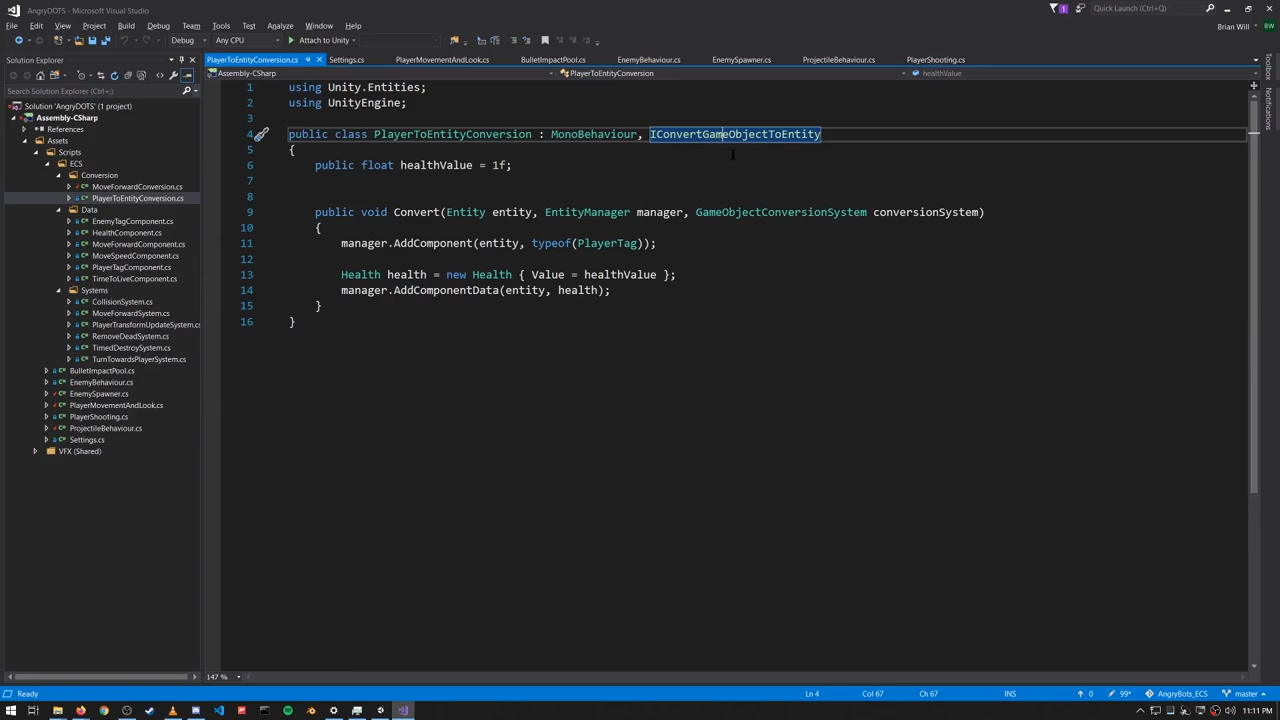 AngryDOTS - Microsoft Visual Studio
1
Quick Launch (Ctrl+Q)
File Edit View Project Build Debug Team Tools Test Analyze Window Help
Brian Will
BW
Debug
Any CPU
Attach to Unity
Solution Explorer
PlayerToEntityConversion.cs
Settings.cs
PlayerMovementAndLook.cs
BulletImpactPool.cs
EnemyBehaviour.cs
EnemySpawner.cs
ProjectileBehaviour.cs
PlayerShooting.cs
Assembly-CSharp
PlayerToEntityConversion
healthValue
Search Solution Explorer (Ctrl+;)
Solution 'AngryDOTS' (1 project)
Assembly-CSharp
References
Assets
Scripts
ECS
Conversion
MoveForwardConversion.cs
PlayerToEntityConversion.cs
Data
EnemyTagComponent.cs
HealthComponent.cs
MoveForwardComponent.cs
MoveSpeedComponent.cs
PlayerTagComponent.cs
TimeToLiveComponent.cs
Systems
CollisionSystem.cs
MoveForwardSystem.cs
PlayerTransformUpdateSystem.cs
RemoveDeadSystem.cs
TimedDestroySystem.cs
TurnTowardsPlayerSystem.cs
BulletImpactPool.cs
EnemyBehaviour.cs
EnemySpawner.cs
PlayerMovementAndLook.cs
PlayerShooting.cs
ProjectileBehaviour.cs
Settings.cs
VFX (Shared)
1 using Unity.Entities;
2 using UnityEngine;
3
4 public class PlayerToEntityConversion : MonoBehaviour, IConvertGameObjectToEntity
5 {
6 public float healthValue = 1f;
7
8
9 public void Convert(Entity entity, EntityManager manager, GameObjectConversionSystem conversionSystem)
10 {
11 manager.AddComponent(entity, typeof(PlayerTag));
12
13 Health health = new Health { Value = healthValue };
14 manager.AddComponentData(entity, health);
15 }
16 }
Toolbox
Notifications
147 %
Ready
Ln 4
Col 67
Ch 67
INS
0
99*
AngryBots_ECS
master
11:11 PM